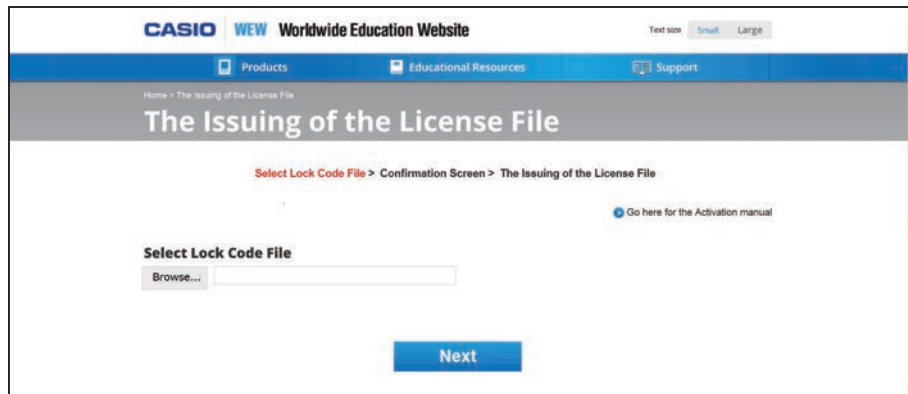 CASIO WEW Worldwide Education Website
Text size Small Large
Products Educational Resources Support
Home > The Issuing of the License File
The Issuing of the License File
Select Lock Code File > Confirmation Screen > The Issuing of the License File
Go here for the Activation manual
Select Lock Code File
Browse...
Next